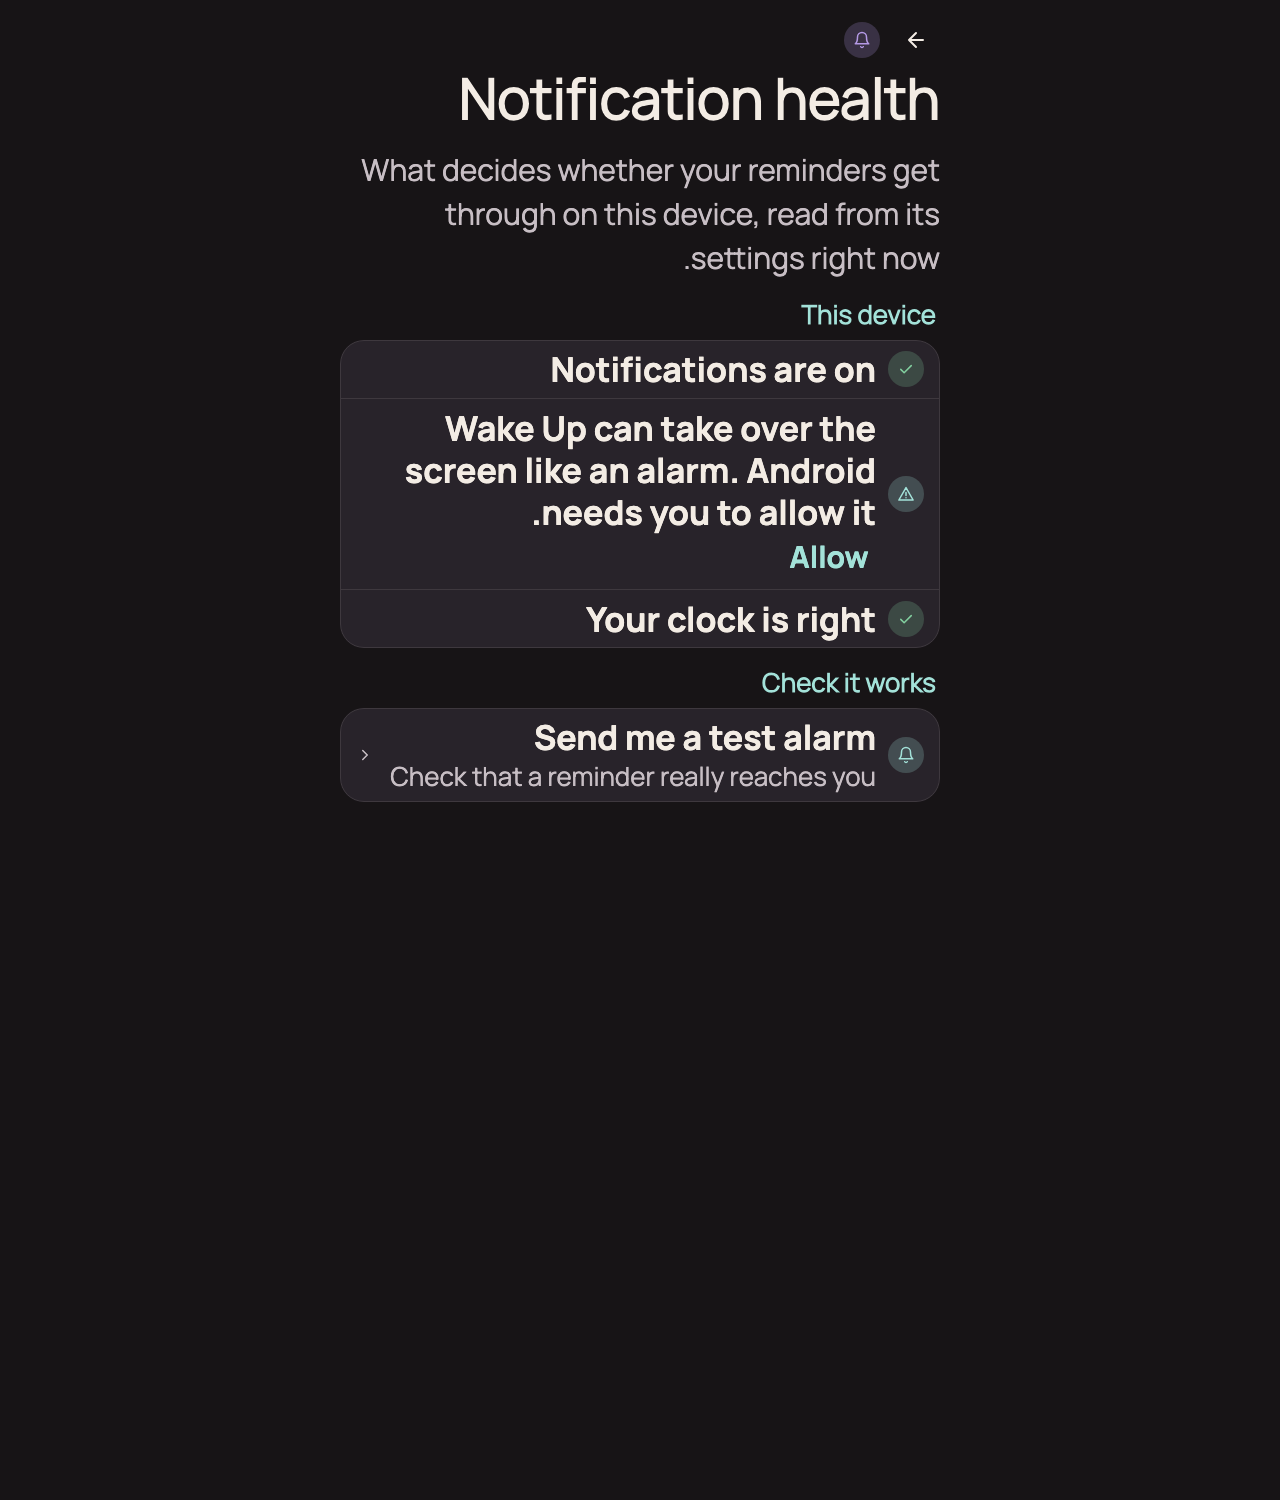 Notification health
What decides whether your reminders get
through on this device, read from its
.settings right now
This device
Notifications are on
Wake Up can take over the
screen like an alarm. Android
.needs you to allow it
Allow
Your clock is right
Check it works
Send me a test alarm
Check that a reminder really reaches you